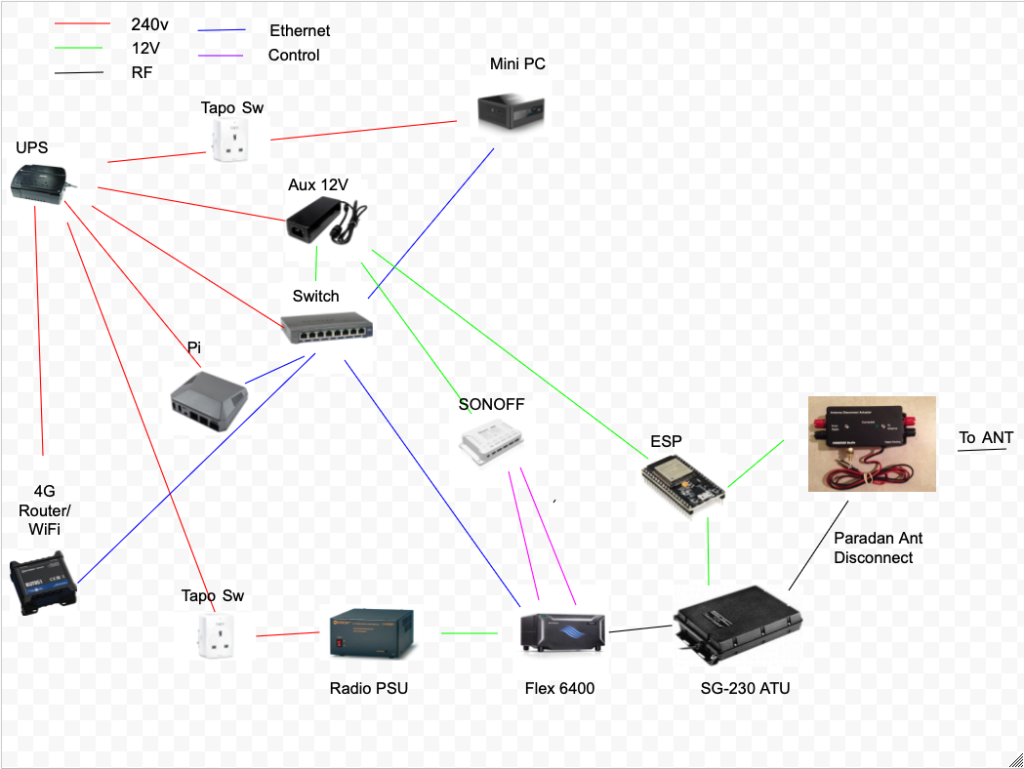 240v
Ethernet
12V
Control
RF
Mini PC
Tapo Sw
UPS
Aux 12V
Switch
Pi
SONOFF
ESP
To ANT
4G
Router/
WiFi
Paradan Ant
Disconnect
Tapo Sw
Radio PSU
Flex 6400
SG-230 ATU